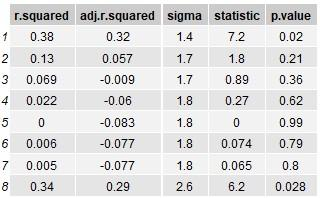 r.squared adj.r.squared sigma statistic p.value
1 0.38 0.32 1.4 7.2 0.02
2 0.13 0.057 1.7 1.8 0.21
3 0.069 -0.009 1.7 0.89 0.36
4 0.022 -0.06 1.8 0.27 0.62
5 0 -0.083 1.8 0 0.99
6 0.006 -0.077 1.8 0.074 0.79
7 0.005 -0.077 1.8 0.065 0.8
8 0.34 0.29 2.6 6.2 0.028